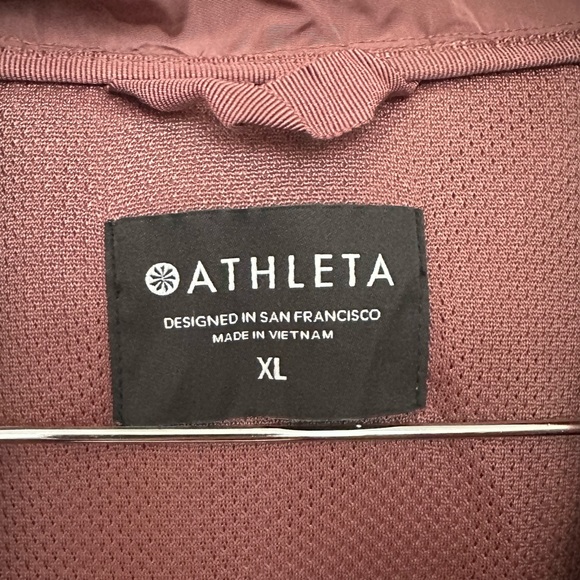 ATHLETA
DESIGNED IN SAN FRANCISCO
MADE IN VIETNAM
XL